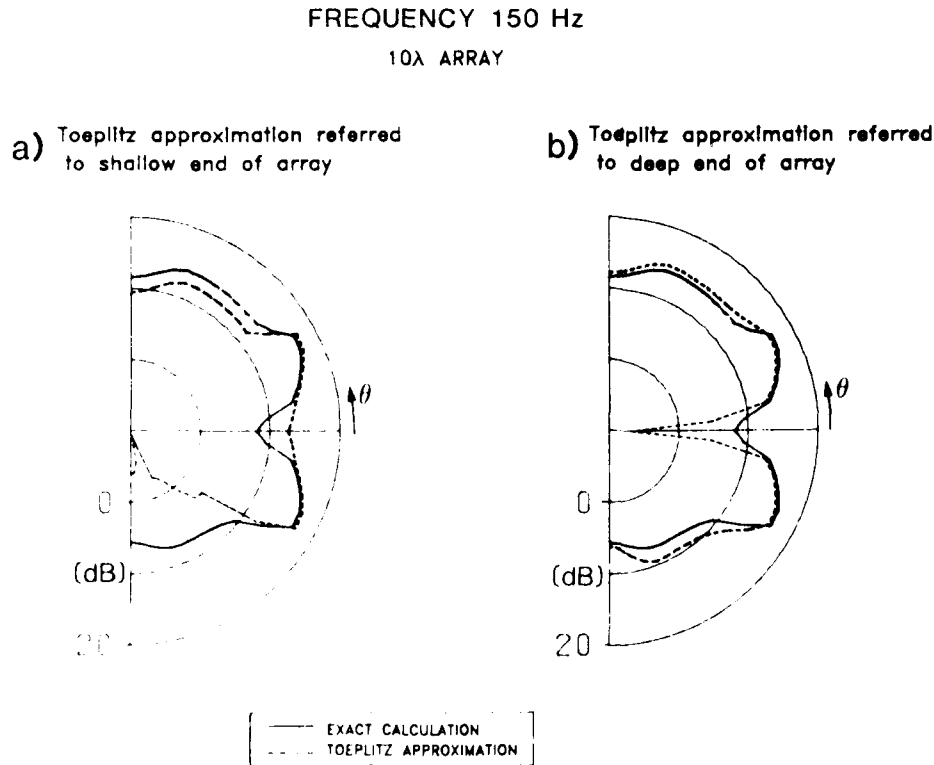 FREQUENCY 150 Hz
10λ ARRAY
a) Toeplitz approximation referred
to shallow end of array
b) Toeplitz approximation referred
to deep end of array
θ
θ
0
(dB)
20
0
(dB)
20
EXACT CALCULATION
TOEPLITZ APPROXIMATION